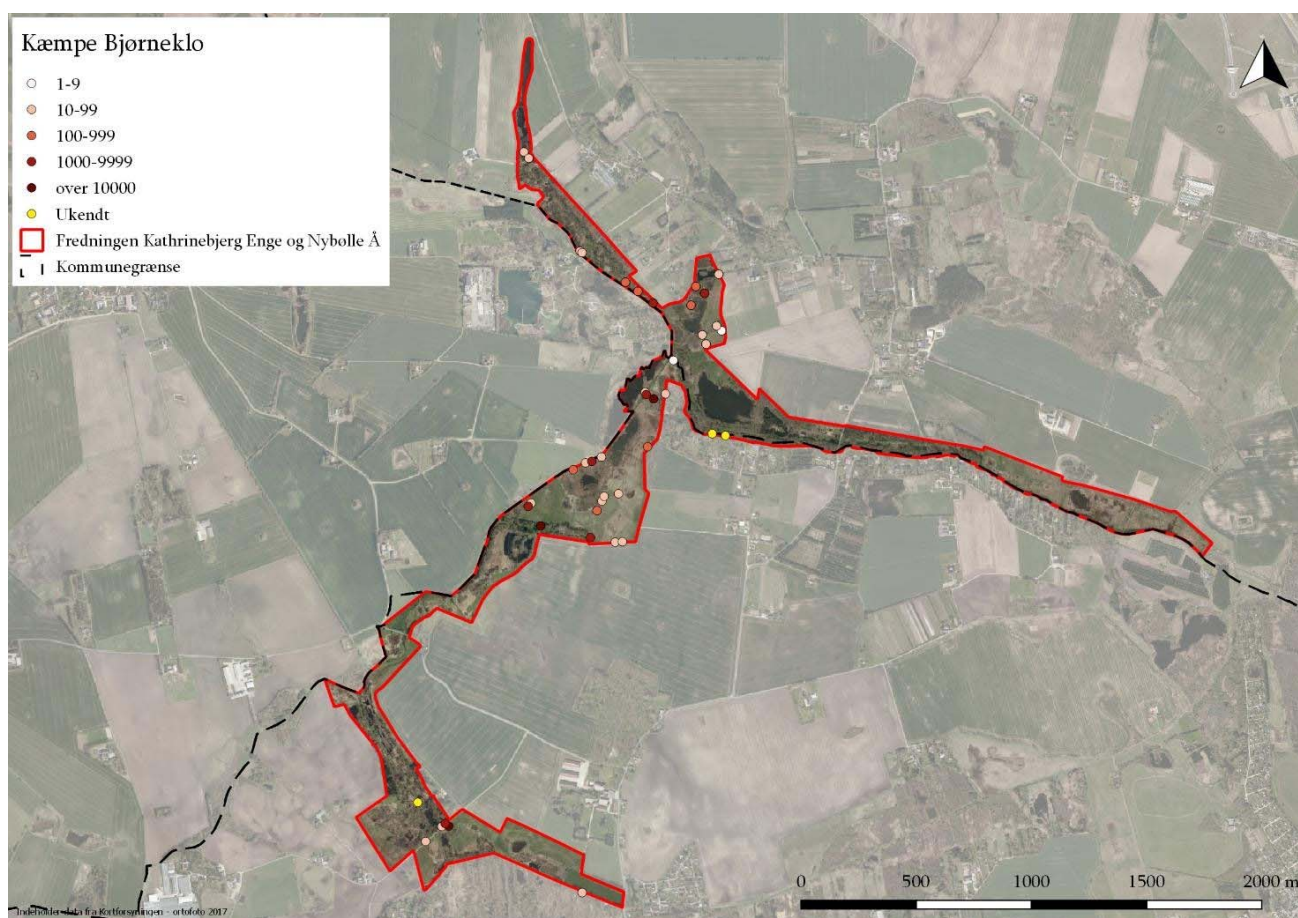 Kæmpe Bjørneklo
1-9
10-99
100-999
1000-9999
over 10000
Ukendt
Fredningen Kathrinebjerg Enge og Nybølle Å
Kommunegrænse
0 500 1000 1500 2000 m
Indeholder data fra Kortforsyningen - ortofoto 2017